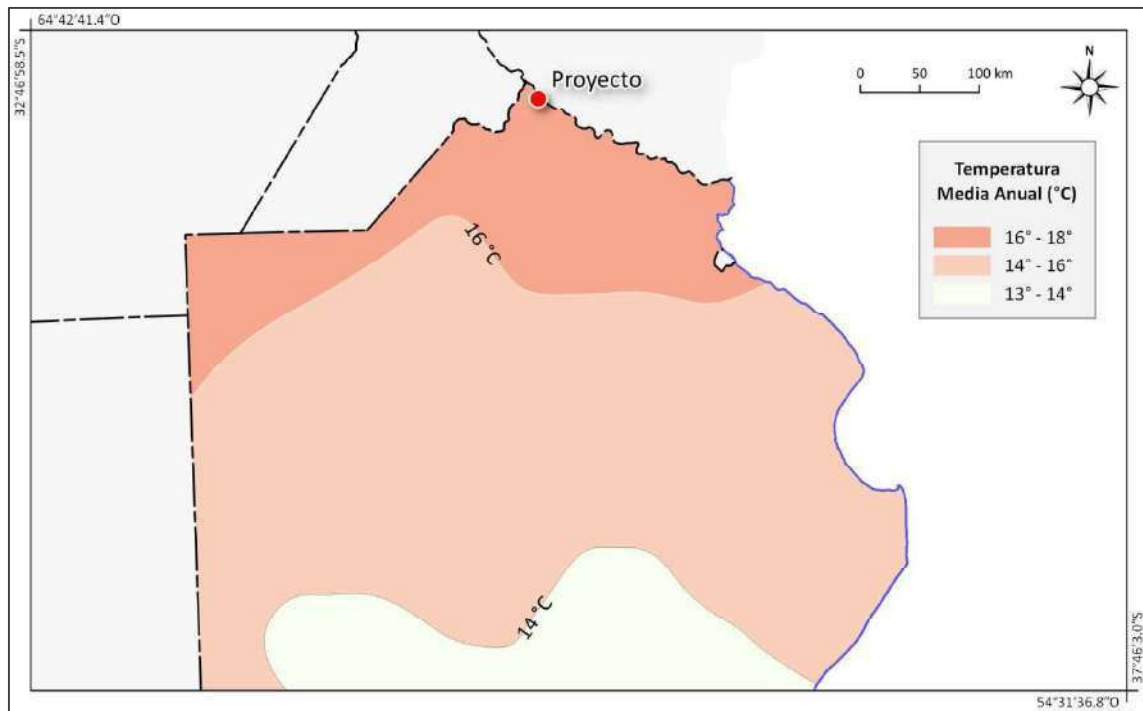 64°42'41.4"O
32°46'58.5"S
Proyecto
0 50 100 km
N
Temperatura
Media Anual (°C)
16° - 18°
14° - 16°
13° - 14°
16 °C
14 °C
37°46'3.0"S
54°31'36.8"O